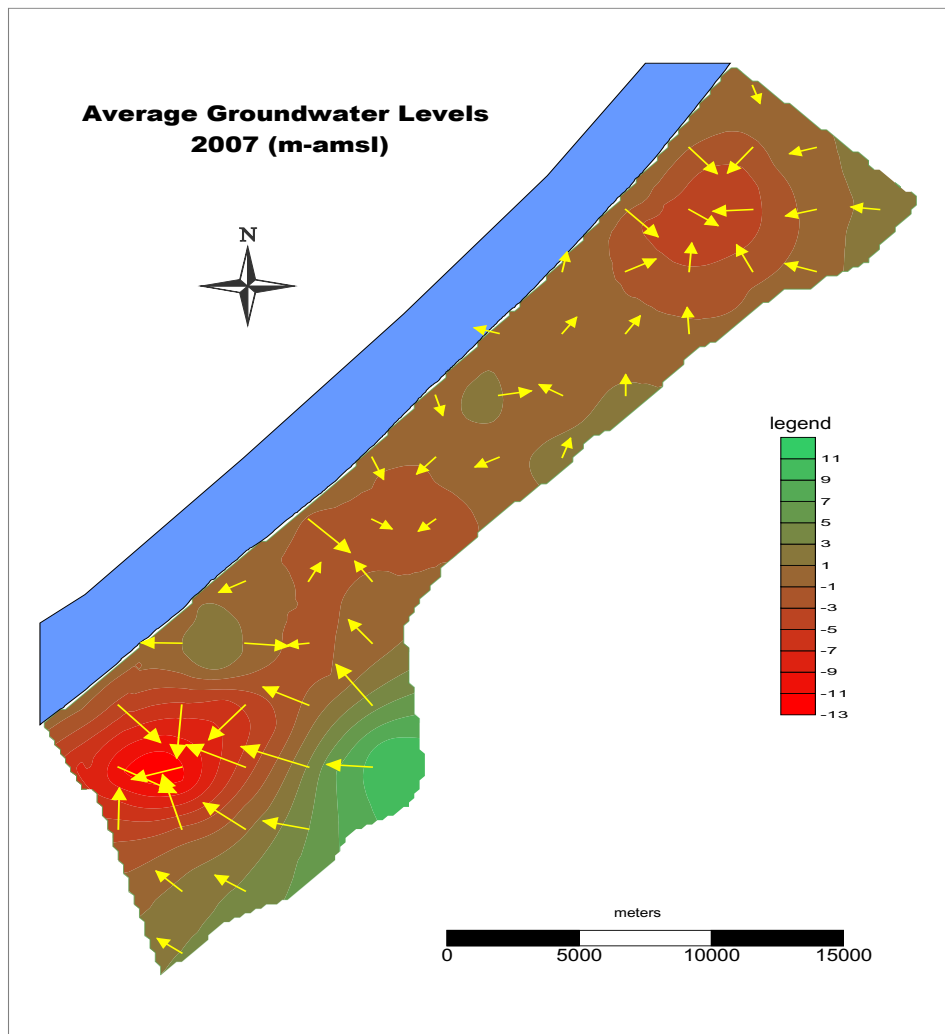 Average Groundwater Levels
2007 (m-amsl)
N
legend
11
9
7
5
3
1
-1
-3
-5
-7
-9
-11
-13
meters
0 5000 10000 15000